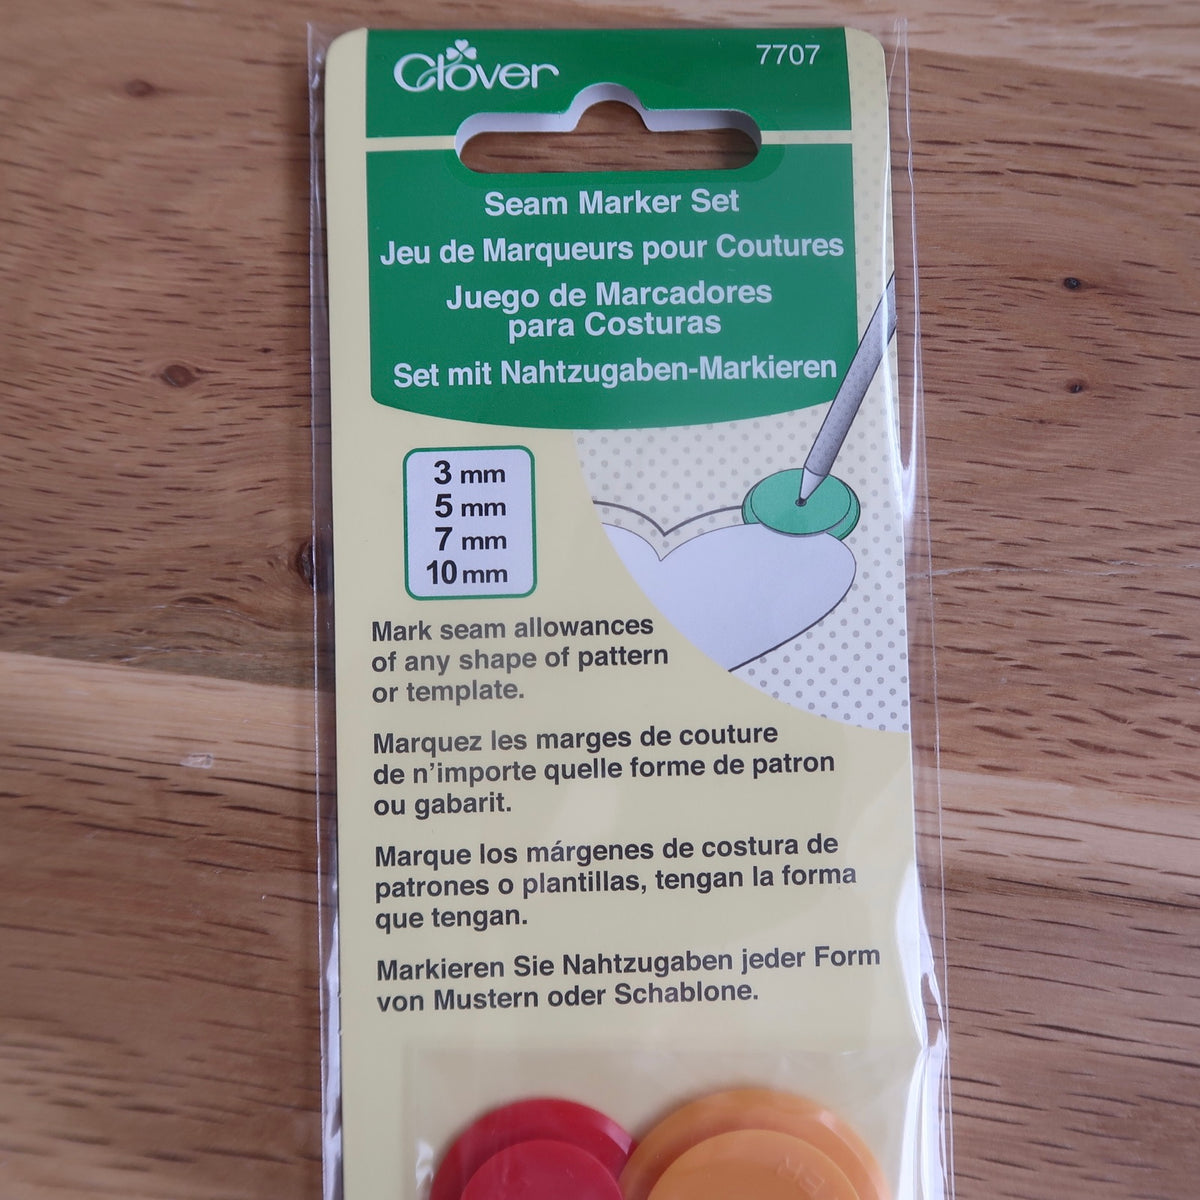 Clover
7707
Seam Marker Set
Jeu de Marqueurs pour Coutures
Juego de Marcadores
para Costuras
Set mit Nahtzugaben-Markieren
3 mm
5 mm
7 mm
10 mm
Mark seam allowances
of any shape of pattern
or template.
Marquez les marges de couture
de n'importe quelle forme de patron
ou gabarit.
Marque los márgenes de costura de
patrones o plantillas, tengan la forma
que tengan.
Markieren Sie Nahtzugaben jeder Form
von Mustern oder Schablone.